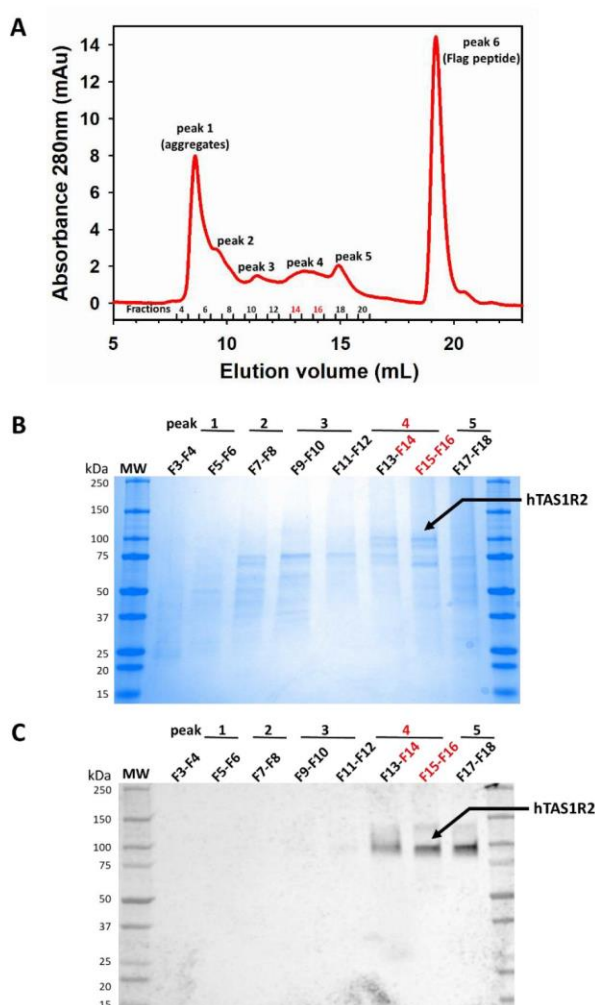 A
Absorbance 280nm (mAu)
14
12
10
8
6
4
2
0
peak 1
(aggregates)
peak 2
peak 3
peak 4
peak 5
peak 6
(Flag peptide)
Fractions 4 6 8 10 12 14 16 18 20
5 10 15 20
Elution volume (mL)
B
peak 1 2 3 4 5
kDa MW F3-F4 F5-F6 F7-F8 F9-F10 F11-F12 F13-F14 F15-F16 F17-F18
250
150
100
75
50
37
25
20
15
hTAS1R2
C
peak 1 2 3 4 5
kDa MW F3-F4 F5-F6 F7-F8 F9-F10 F11-F12 F13-F14 F15-F16 F17-F18
250
150
100
75
50
37
25
20
15
hTAS1R2